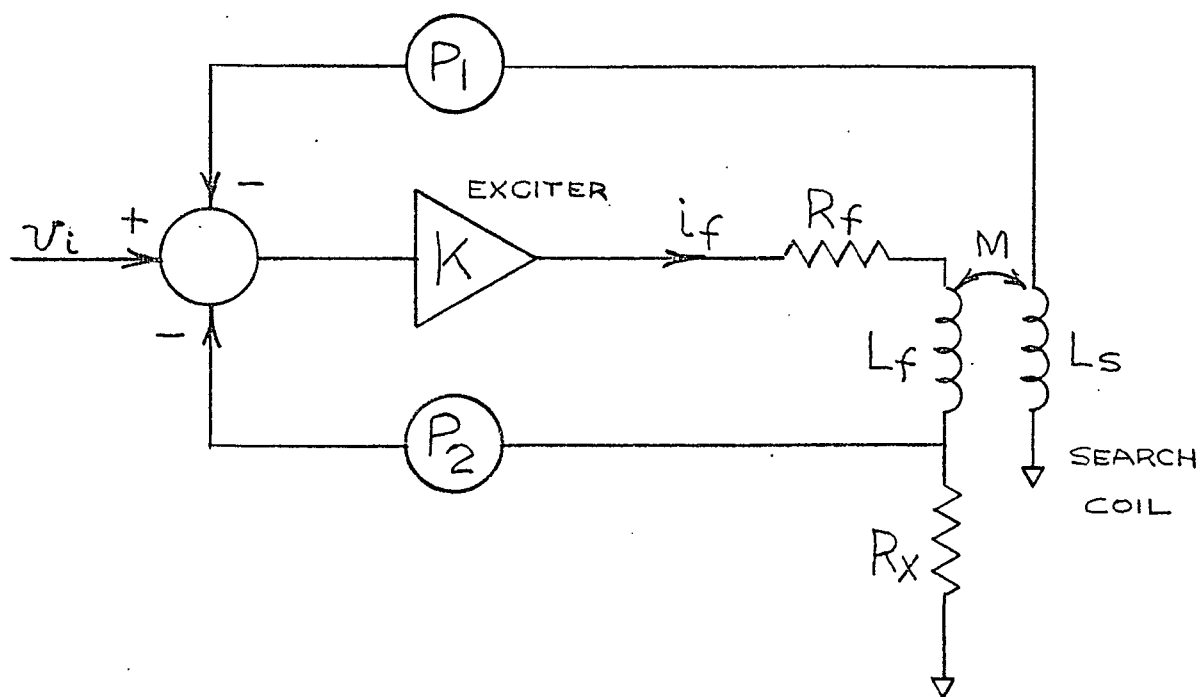 P1
EXCITER
vi
+
-
K
if
Rf
M
Lf
Ls
-
P2
SEARCH
COIL
Rx